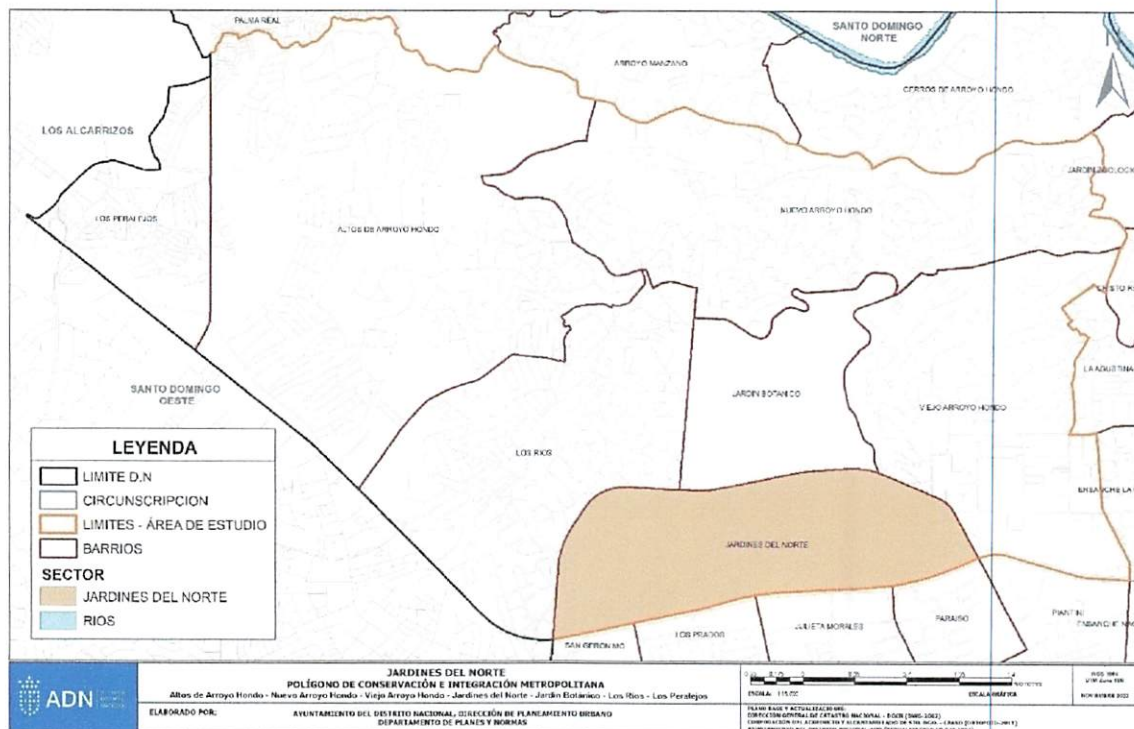 PALMA REAL
SANTO DOMINGO
NORTE
ARROYO MANZANO
CERROS DE ARROYO HONDO
LOS ALCARRIZOS
LOS PERALEJOS
ALTOS DE ARROYO HONDO
NUEVO ARROYO HONDO
SANTO DOMINGO
OESTE
LA AGUSTINA
JARDIN BOTANICO
VIEJO ARROYO HONDO
LOS RIOS
JARDINES DEL NORTE
SAN GERONIMO
LOS PRADOS
JULIETA MORALES
PARAISO
PIANTINI
LEYENDA
LIMITE D.N
CIRCUNSCRIPCION
LIMITES - ÁREA DE ESTUDIO
BARRIOS
SECTOR
JARDINES DEL NORTE
RIOS
ADN
JARDINES DEL NORTE
POLÍGONO DE CONSERVACIÓN E INTEGRACIÓN METROPOLITANA
Altos de Arroyo Hondo - Nuevo Arroyo Hondo - Viejo Arroyo Hondo - Jardines del Norte - Jardin Botánico - Los Rios - Los Peralejos
ELABORADO POR:
AYUNTAMIENTO DEL DISTRITO NACIONAL, DIRECCIÓN DE PLANEAMIENTO URBANO
DEPARTAMENTO DE PLANES Y NORMAS
ESCALA GRÁFICA